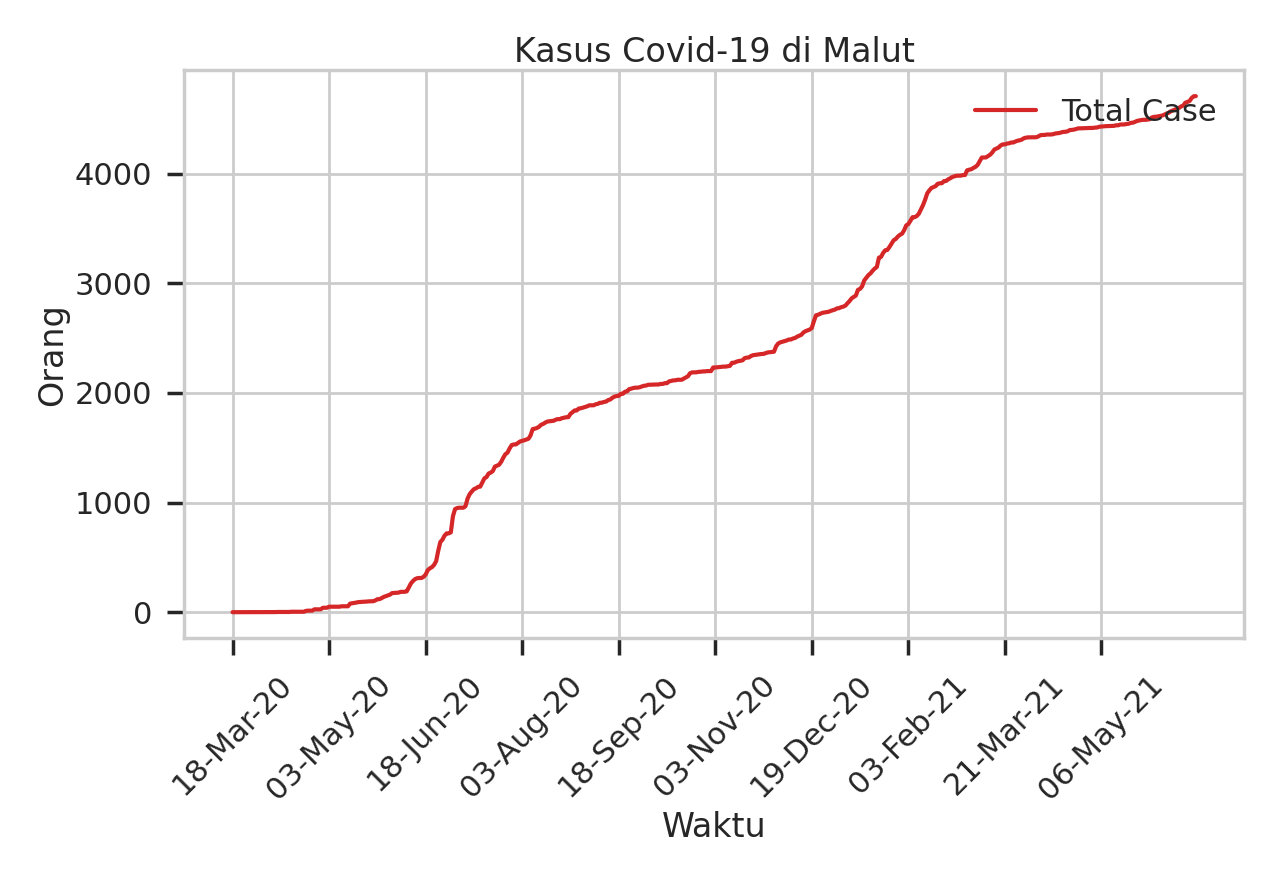 Kasus Covid-19 di Malut
Total Case
4000
3000
2000
1000
0
Orang
18-Mar-20
03-May-20
18-Jun-20
03-Aug-20
18-Sep-20
03-Nov-20
19-Dec-20
03-Feb-21
21-Mar-21
06-May-21
Waktu